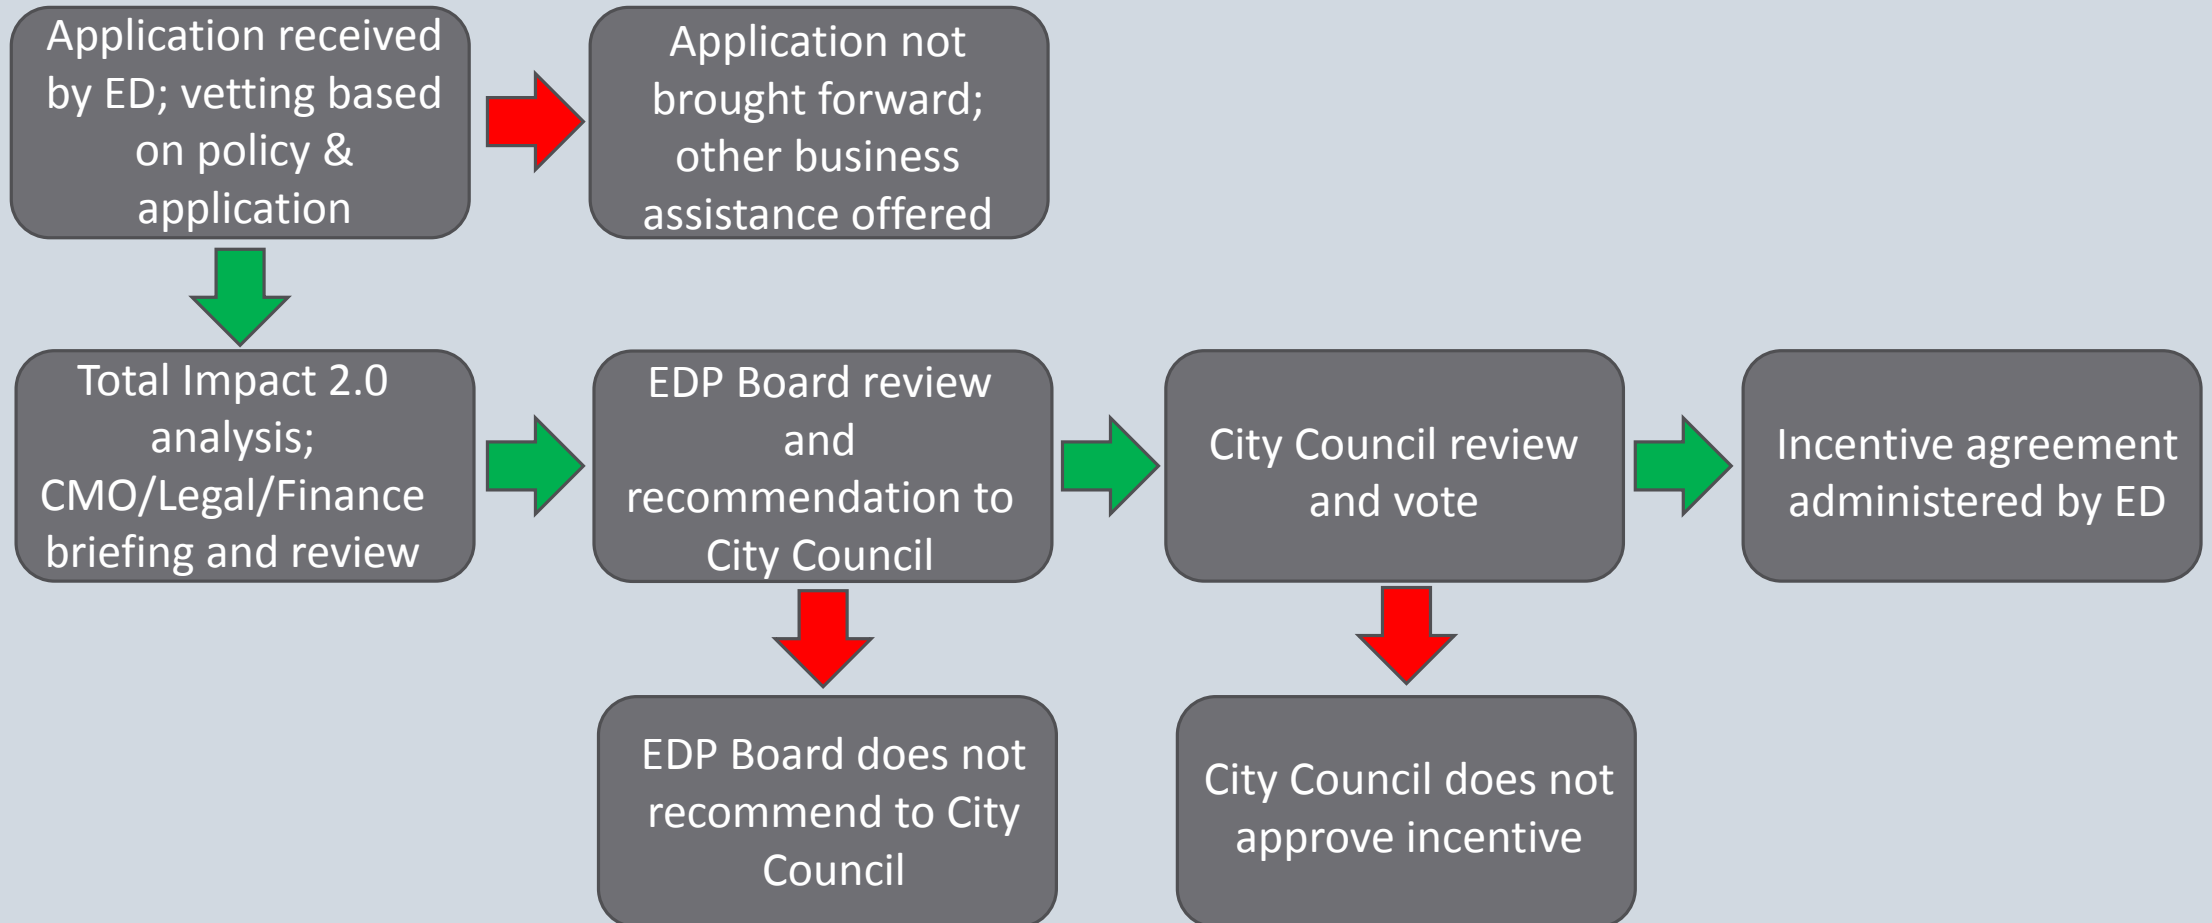 Application received
by ED; vetting based
on policy &
application
Application not
brought forward;
other business
assistance offered
Total Impact 2.0
analysis;
CMO/Legal/Finance
briefing and review
EDP Board review
and
recommendation to
City Council
City Council review
and vote
Incentive agreement
administered by ED
EDP Board does not
recommend to City
Council
City Council does not
approve incentive